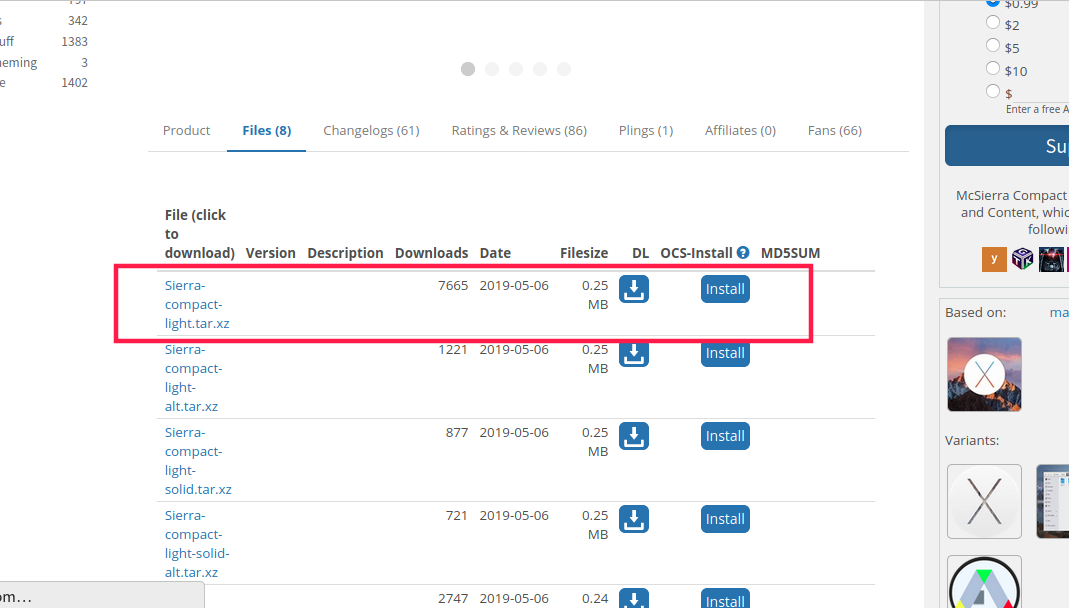 342
uff 1383
heming 3
e 1402
Product Files (8) Changelogs (61) Ratings & Reviews (86) Plings (1) Affiliates (0) Fans (66)
File (click
to
download) Version Description Downloads Date Filesize DL OCS-Install ? MD5SUM
Sierra- 7665 2019-05-06 0.25 Install
compact- MB
light.tar.xz
Sierra- 1221 2019-05-06 0.25 Install
compact- MB
light-
alt.tar.xz
Sierra- 877 2019-05-06 0.25 Install
compact- MB
light-
solid.tar.xz
Sierra- 721 2019-05-06 0.25 Install
compact- MB
light-solid-
alt.tar.xz
2747 2019-05-06 0.24 Install
om...
$0.99
$2
$5
$10
$
Enter a free A
Su
McSierra Compact
and Content, whic
followi
y
Based on: ma
Variants: